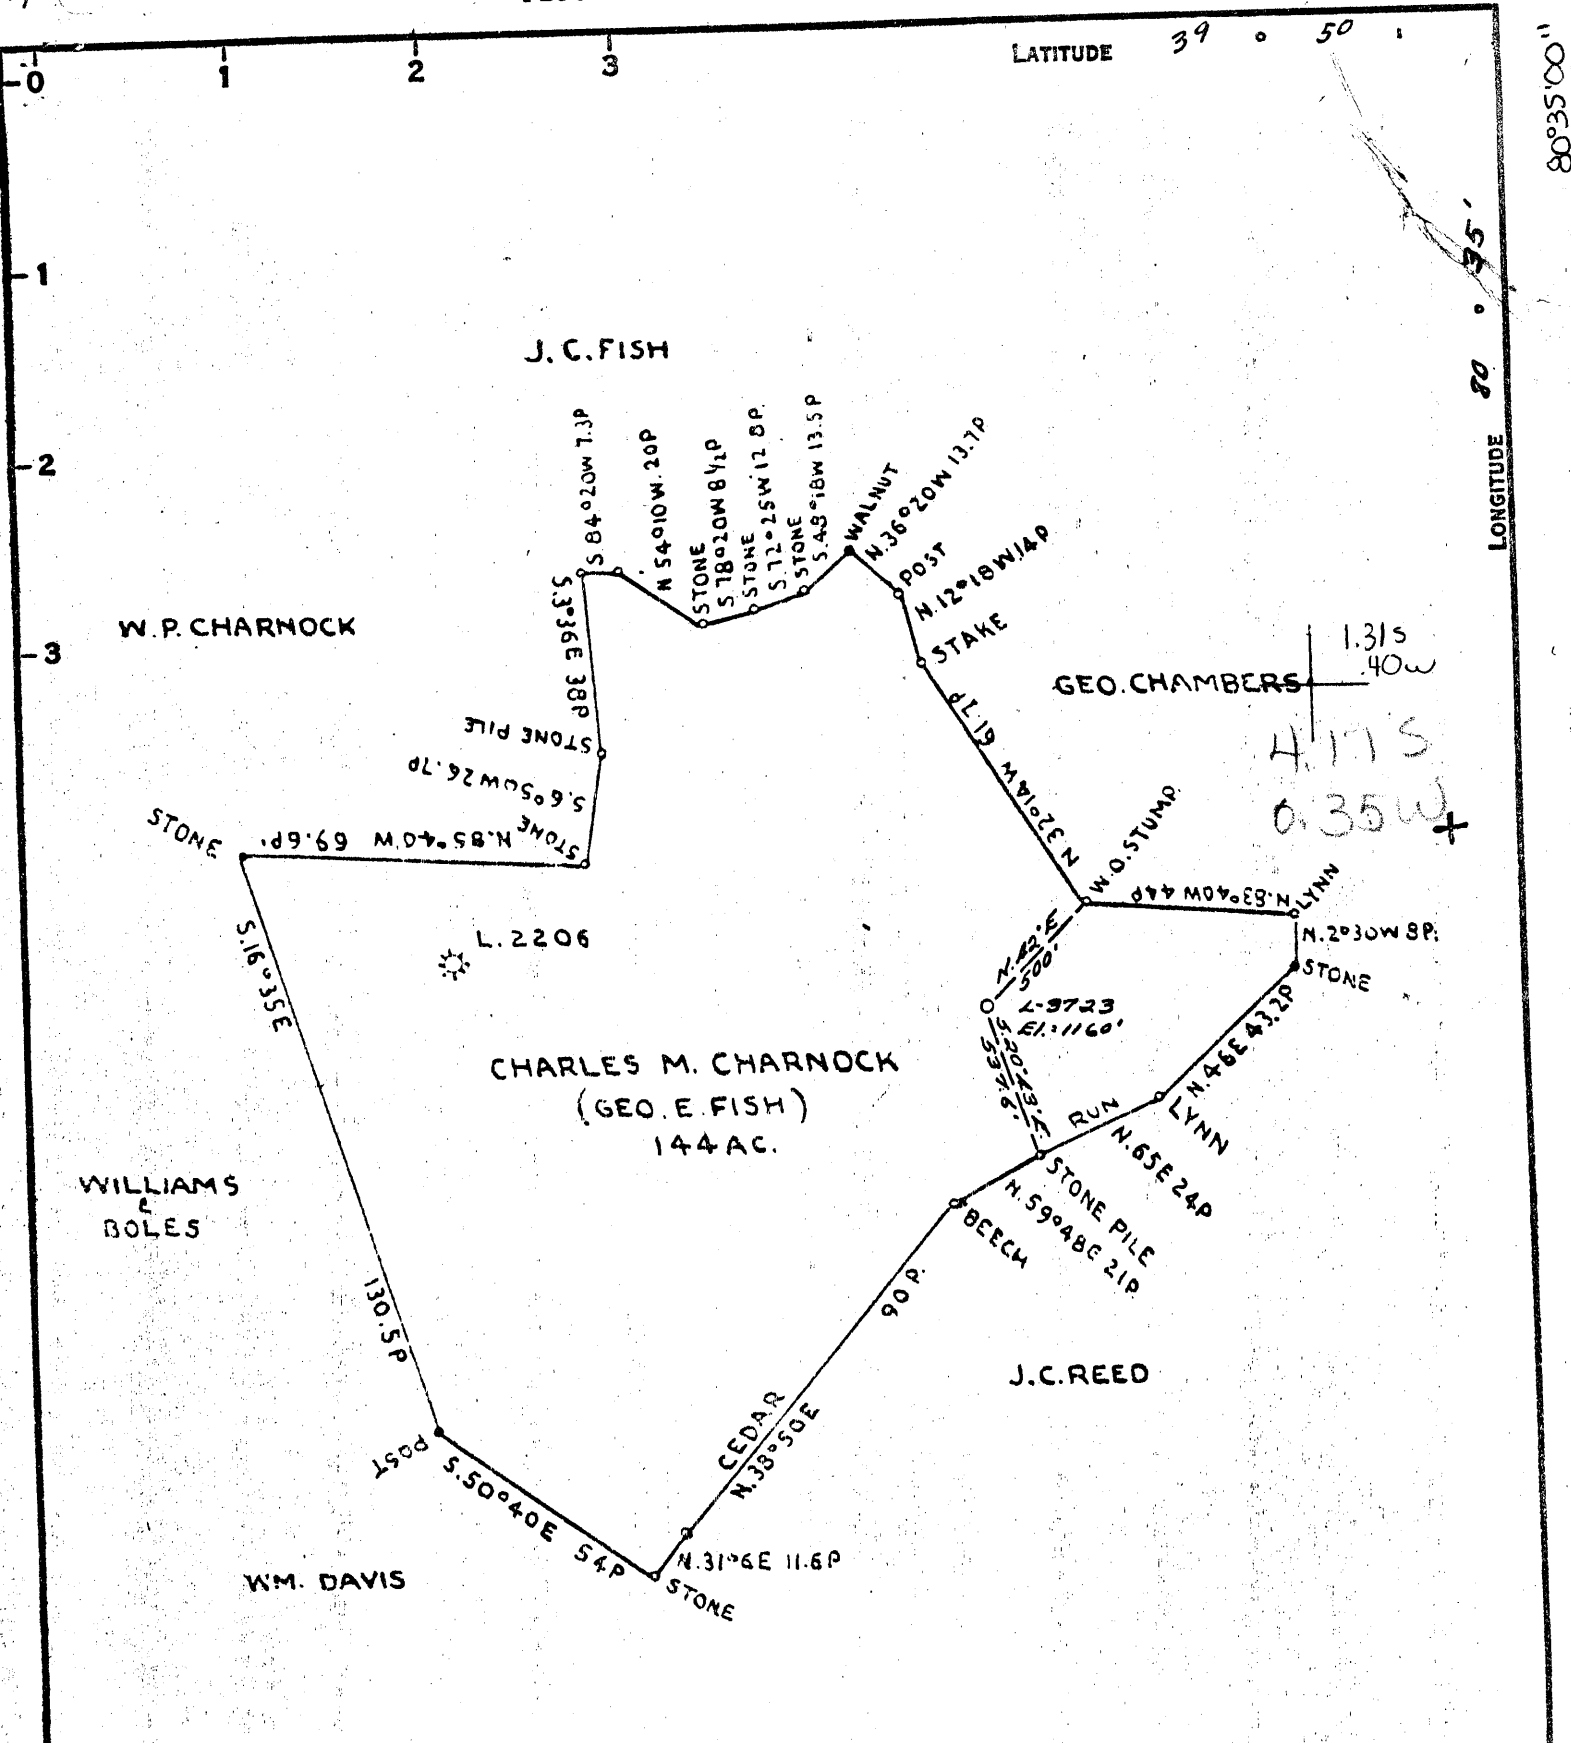 LATITUDE 39 ° 50 '
80°35'00"
0
1
2
3
1
2
3
LONGITUDE 80 ° 35'
J. C. FISH
S 84°20W 7.3P
N 54°10W. 20P
STONE
S 78°20W 8½P
STONE
S. 72°25W 12.8P.
STONE
S. 48°18W 13.5P
WALNUT
N. 36°20W 13.7P
POST
N. 12°18W 14P
STAKE
W. P. CHARNOCK
S. 3°36E 38P
STONE PILE
S. 6°50W 26.7P
STONE
N. 85°40W 69.6P.
STONE
N 32°14W 61.7P
GEO. CHAMBERS
1.31S
.40W
4.17S
0.35W
W. O. STUMP.
N. 83°40W 44P
LYNN
N. 2°30W 8P.
STONE
N. 42° E
500'
L-3723
El.=1160'
S. 20°43' E.
537.6'
L. 2206
S. 16°35E
130.5P
CHARLES M. CHARNOCK
(GEO. E. FISH)
144 AC.
N. 46E 43.2P
LYNN
RUN
N. 65E 24P
STONE PILE
N. 59°48E 21P.
BEECH
WILLIAMS
&
BOLES
90 P.
J. C. REED
CEDAR
N. 38°50E
POST
S. 50°40E 54P
N. 31°6E 11.6P
STONE
WM. DAVIS